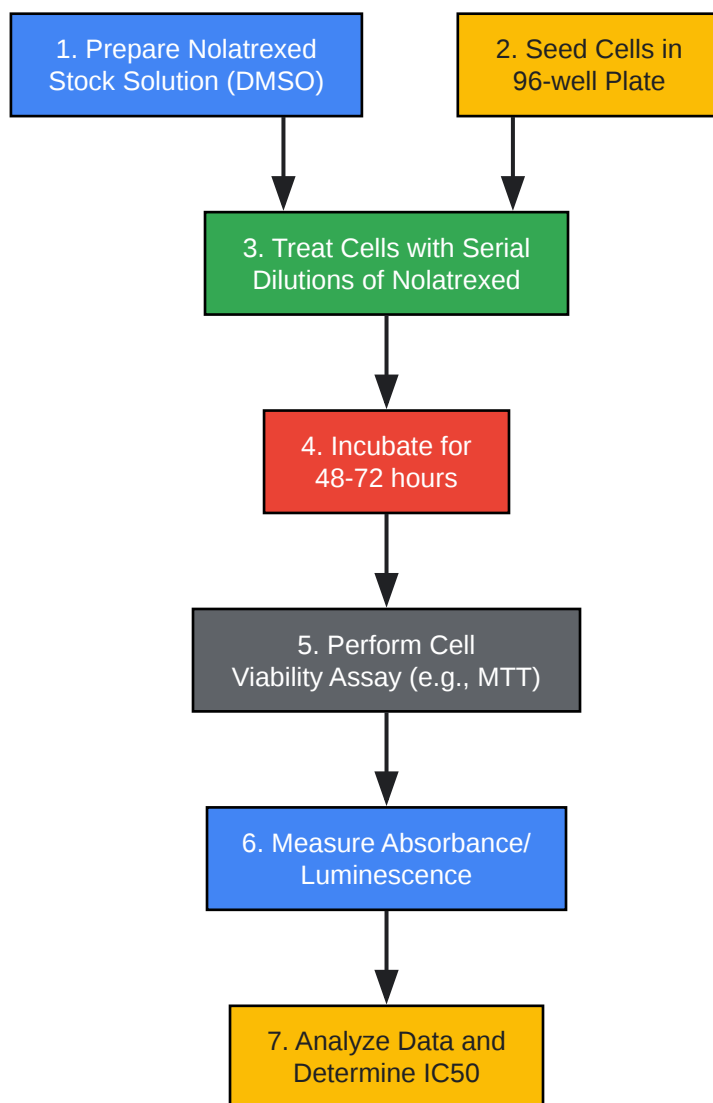 1. Prepare Nolatrexed
Stock Solution (DMSO)
2. Seed Cells in
96-well Plate
3. Treat Cells with Serial
Dilutions of Nolatrexed
4. Incubate for
48-72 hours
5. Perform Cell
Viability Assay (e.g., MTT)
6. Measure Absorbance/
Luminescence
7. Analyze Data and
Determine IC50